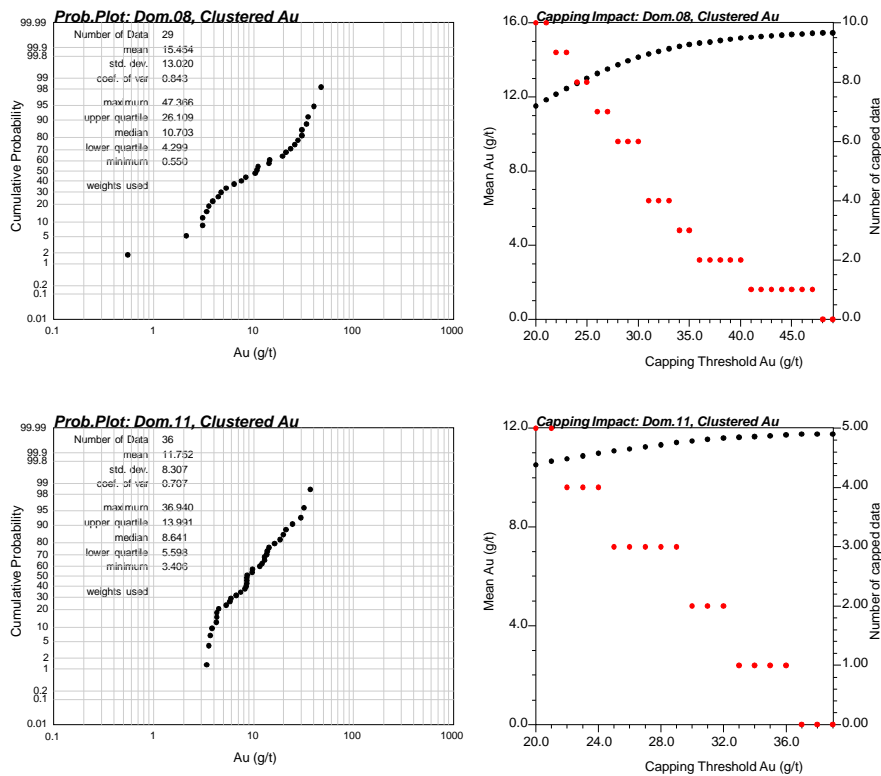 Prob.Plot: Dom.08, Clustered Au
Cumulative Probability
99.99
99.9
99.8
99
98
95
90
80
70
60
50
40
30
20
10
5
2
1
0.2
0.1
0.01
Number of Data 29
mean 15.454
std. dev. 13.020
coef. of var 0.843
maximum 47.366
upper quartile 26.109
median 10.703
lower quartile 4.299
minimum 0.550
weights used
0.1 1 10 100 1000
Au (g/t)
Capping Impact: Dom.08, Clustered Au
Mean Au (g/t)
16.0
12.0
8.0
4.0
0.0
20.0 25.0 30.0 35.0 40.0 45.0
Capping Threshold Au (g/t)
10.0
8.0
6.0
4.0
2.0
0.0
Number of capped data
Prob.Plot: Dom.11, Clustered Au
Cumulative Probability
99.99
99.9
99.8
99
98
95
90
80
70
60
50
40
30
20
10
5
2
1
0.2
0.1
0.01
Number of Data 36
mean 11.752
std. dev. 8.307
coef. of var 0.707
maximum 36.940
upper quartile 13.991
median 8.641
lower quartile 5.598
minimum 3.406
weights used
0.1 1 10 100 1000
Au (g/t)
Capping Impact: Dom.11, Clustered Au
Mean Au (g/t)
12.0
8.0
4.0
0.0
20.0 24.0 28.0 32.0 36.0
Capping Threshold Au (g/t)
5.00
4.00
3.00
2.00
1.00
0.00
Number of capped data